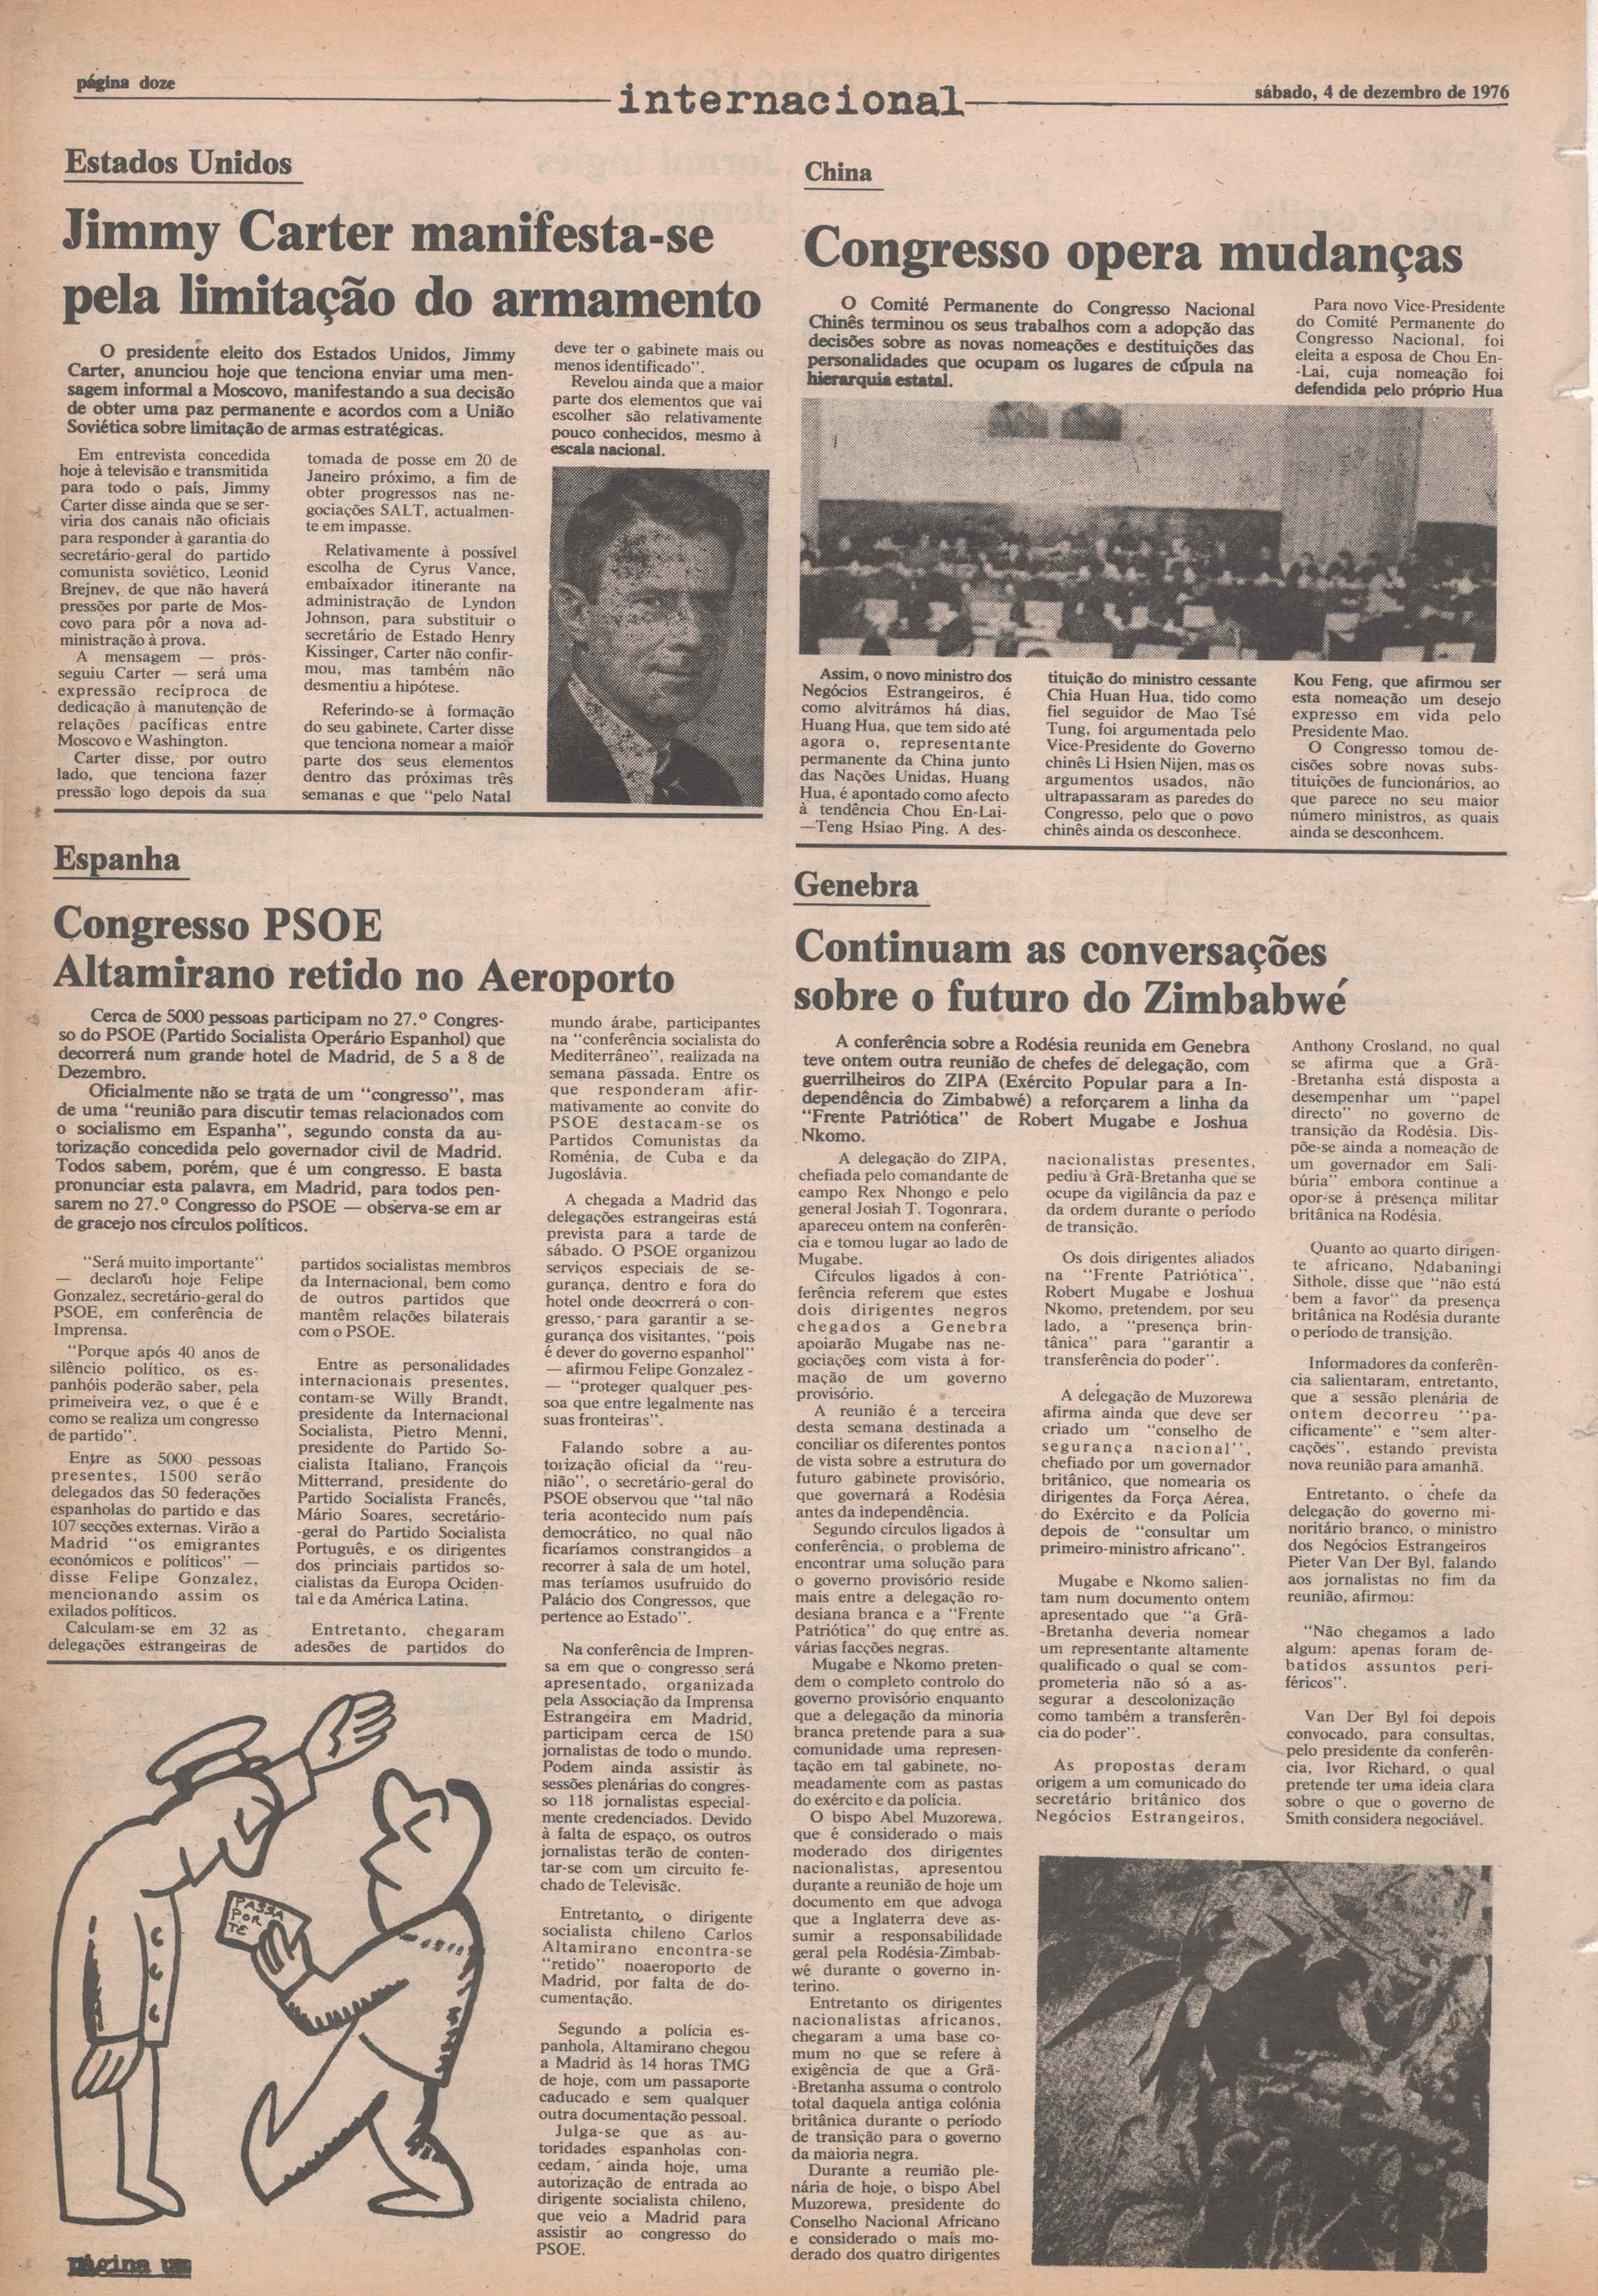 página doze
internacional
sábado, 4 de dezembro de 1976
Estados Unidos
Jimmy Carter manifesta-se
pela limitação do armamento
O presidente eleito dos Estados Unidos, Jimmy
Carter, anunciou hoje que tenciona enviar uma men-
sagem informal a Moscovo, manifestando a sua decisão
de obter uma paz permanente e acordos com a União
Soviética sobre limitação de armas estratégicas.
Em entrevista concedida
hoje à televisão e transmitida
para todo o país, Jimmy
Carter disse ainda que se ser-
viria dos canais não oficiais
para responder à garantia do
secretário-geral do partido
comunista soviético, Leonid
Brejnev, de que não haverá
pressões por parte de Mos-
covo para pôr a nova ad-
ministração à prova.
A mensagem — pros-
seguiu Carter — será uma
expressão recíproca de
dedicação à manutenção de
relações pacíficas entre
Moscovo e Washington.
Carter disse, por outro
lado, que tenciona fazer
pressão logo depois da sua
tomada de posse em 20 de
Janeiro próximo, a fim de
obter progressos nas ne-
gociações SALT, actualmen-
te em impasse.
Relativamente à possível
escolha de Cyrus Vance,
embaixador itinerante na
administração de Lyndon
Johnson, para substituir o
secretário de Estado Henry
Kissinger, Carter não confir-
mou, mas também não
desmentiu a hipótese.
Referindo-se à formação
do seu gabinete, Carter disse
que tenciona nomear a maior
parte dos seus elementos
dentro das próximas três
semanas e que "pelo Natal
deve ter o gabinete mais ou
menos identificado".
Revelou ainda que a maior
parte dos elementos que vai
escolher são relativamente
pouco conhecidos, mesmo à
escala nacional.
China
Congresso opera mudanças
O Comité Permanente do Congresso Nacional
Chinês terminou os seus trabalhos com a adopção das
decisões sobre as novas nomeações e destituições das
personalidades que ocupam os lugares de cúpula na
hierarquia estatal.
Assim, o novo ministro dos
Negócios Estrangeiros, é
como alvitrámos há dias,
Huang Hua, que tem sido até
agora o, representante
permanente da China junto
das Nações Unidas, Huang
Hua, é apontado como afecto
à tendência Chou En-Lai-
—Teng Hsiao Ping. A des-
tituição do ministro cessante
Chia Huan Hua, tido como
fiel seguidor de Mao Tsé
Tung, foi argumentada pelo
Vice-Presidente do Governo
chinês Li Hsien Nijen, mas os
argumentos usados, não
ultrapassaram as paredes do
Congresso, pelo que o povo
chinês ainda os desconhece.
Para novo Vice-Presidente
do Comité Permanente do
Congresso Nacional, foi
eleita a esposa de Chou En-
-Lai, cuja nomeação foi
defendida pelo próprio Hua
Kou Feng, que afirmou ser
esta nomeação um desejo
expresso em vida pelo
Presidente Mao.
O Congresso tomou de-
cisões sobre novas subs-
tituições de funcionários, ao
que parece no seu maior
número ministros, as quais
ainda se desconhcem.
Espanha
Congresso PSOE
Altamirano retido no Aeroporto
Cerca de 5000 pessoas participam no 27.º Congres-
so do PSOE (Partido Socialista Operário Espanhol) que
decorrerá num grande hotel de Madrid, de 5 a 8 de
Dezembro.
Oficialmente não se trata de um "congresso", mas
de uma "reunião para discutir temas relacionados com
o socialismo em Espanha", segundo consta da au-
torização concedida pelo governador civil de Madrid.
Todos sabem, porém, que é um congresso. E basta
pronunciar esta palavra, em Madrid, para todos pen-
sarem no 27.º Congresso do PSOE — observa-se em ar
de gracejo nos círculos políticos.
"Será muito importante"
— declarou hoje Felipe
Gonzalez, secretário-geral do
PSOE, em conferência de
Imprensa.
"Porque após 40 anos de
silêncio político, os es-
panhóis poderão saber, pela
primeiveira vez, o que é e
como se realiza um congresso
de partido".
Entre as 5000 pessoas
presentes, 1500 serão
delegados das 50 federações
espanholas do partido e das
107 secções externas. Virão a
Madrid "os emigrantes
económicos e políticos" —
disse Felipe Gonzalez,
mencionando assim os
exilados políticos.
Calculam-se em 32 as
delegações estrangeiras de
partidos socialistas membros
da Internacional, bem como
de outros partidos que
mantêm relações bilaterais
com o PSOE.
Entre as personalidades
internacionais presentes,
contam-se Willy Brandt,
presidente da Internacional
Socialista, Pietro Menni,
presidente do Partido So-
cialista Italiano, François
Mitterrand, presidente do
Partido Socialista Francês,
Mário Soares, secretário-
-geral do Partido Socialista
Português, e os dirigentes
dos princiais partidos so-
cialistas da Europa Ociden-
tal e da América Latina.
Entretanto, chegaram
adesões de partidos do
mundo árabe, participantes
na "conferência socialista do
Mediterrâneo", realizada na
semana passada. Entre os
que responderam afir-
mativamente ao convite do
PSOE destacam-se os
Partidos Comunistas da
Roménia, de Cuba e da
Jugoslávia.
A chegada a Madrid das
delegações estrangeiras está
prevista para a tarde de
sábado. O PSOE organizou
serviços especiais de se-
gurança, dentro e fora do
hotel onde deocrrerá o con-
gresso, para garantir a se-
gurança dos visitantes, "pois
é dever do governo espanhol"
— afirmou Felipe Gonzalez -
— "proteger qualquer pes-
soa que entre legalmente nas
suas fronteiras".
Falando sobre a au-
torização oficial da "reu-
nião", o secretário-geral do
PSOE observou que "tal não
teria acontecido num país
democrático, no qual não
ficaríamos constrangidos a
recorrer à sala de um hotel,
mas teríamos usufruido do
Palácio dos Congressos, que
pertence ao Estado".
Na conferência de Impren-
sa em que o congresso será
apresentado, organizada
pela Associação da Imprensa
Estrangeira em Madrid,
participam cerca de 150
jornalistas de todo o mundo.
Podem ainda assistir às
sessões plenárias do congres-
so 118 jornalistas especial-
mente credenciados. Devido
à falta de espaço, os outros
jornalistas terão de conten-
tar-se com um circuito fe-
chado de Televisão.
Entretanto, o dirigente
socialista chileno Carlos
Altamirano encontra-se
"retido" noaeroporto de
Madrid, por falta de do-
cumentação.
Segundo a polícia es-
panhola, Altamirano chegou
a Madrid às 14 horas TMG
de hoje, com um passaporte
caducado e sem qualquer
outra documentação pessoal.
Julga-se que as au-
toridades espanholas con-
cedam, ainda hoje, uma
autorização de entrada ao
dirigente socialista chileno,
que veio a Madrid para
assistir ao congresso do
PSOE.
PASSA
POR
TE
página um
Genebra
Continuam as conversações
sobre o futuro do Zimbabwé
A conferência sobre a Rodésia reunida em Genebra
teve ontem outra reunião de chefes de delegação, com
guerrilheiros do ZIPA (Exército Popular para a In-
dependência do Zimbabwé) a reforçarem a linha da
"Frente Patriótica" de Robert Mugabe e Joshua
Nkomo.
A delegação do ZIPA,
chefiada pelo comandante de
campo Rex Nhongo e pelo
general Josiah T. Togonrara,
apareceu ontem na conferên-
cia e tomou lugar ao lado de
Mugabe.
Círculos ligados à con-
ferência referem que estes
dois dirigentes negros
chegados a Genebra
apoiarão Mugabe nas ne-
gociações com vista à for-
mação de um governo
provisório.
A reunião é a terceira
desta semana destinada a
conciliar os diferentes pontos
de vista sobre a estrutura do
futuro gabinete provisório,
que governará a Rodésia
antes da independência.
Segundo círculos ligados à
conferência, o problema de
encontrar uma solução para
o governo provisório reside
mais entre a delegação ro-
desiana branca e a "Frente
Patriótica" do que entre as
várias facções negras.
Mugabe e Nkomo preten-
dem o completo controlo do
governo provisório enquanto
que a delegação da minoria
branca pretende para a sua
comunidade uma represen-
tação em tal gabinete, no-
meadamente com as pastas
do exército e da polícia.
O bispo Abel Muzorewa,
que é considerado o mais
moderado dos dirigentes
nacionalistas, apresentou
durante a reunião de hoje um
documento em que advoga
que a Inglaterra deve as-
sumir a responsabilidade
geral pela Rodésia-Zimbab-
wé durante o governo in-
terino.
Entretanto os dirigentes
nacionalistas africanos,
chegaram a uma base co-
mum no que se refere à
exigência de que a Grã-
-Bretanha assuma o controlo
total daquela antiga colónia
britânica durante o período
de transição para o governo
da maioria negra.
Durante a reunião ple-
nária de hoje, o bispo Abel
Muzorewa, presidente do
Conselho Nacional Africano
e considerado o mais mo-
derado dos quatro dirigentes
nacionalistas presentes,
pediu à Grã-Bretanha que se
ocupe da vigilância da paz e
da ordem durante o período
de transição.
Os dois dirigentes aliados
na "Frente Patriótica",
Robert Mugabe e Joshua
Nkomo, pretendem, por seu
lado, a "presença brin-
tânica" para "garantir a
transferência do poder".
A delegação de Muzorewa
afirma ainda que deve ser
criado um "conselho de
segurança nacional",
chefiado por um governador
britânico, que nomearia os
dirigentes da Força Aérea,
do Exército e da Polícia
depois de "consultar um
primeiro-ministro africano".
Mugabe e Nkomo salien-
tam num documento ontem
apresentado que "a Grã-
-Bretanha deveria nomear
um representante altamente
qualificado o qual se com-
prometeria não só a as-
segurar a descolonização
como também a transferên-
cia do poder".
As propostas deram
origem a um comunicado do
secretário britânico dos
Negócios Estrangeiros,
Anthony Crosland, no qual
se afirma que a Grã-
-Bretanha está disposta a
desempenhar um "papel
directo" no governo de
transição da Rodésia. Dis-
põe-se ainda a nomeação de
um governador em Sali-
búria" embora continue a
opor-se à presença militar
britânica na Rodésia.
Quanto ao quarto dirigen-
te africano, Ndabaningi
Sithole, disse que "não está
bem a favor" da presença
britânica na Rodésia durante
o período de transição.
Informadores da conferên-
cia salientaram, entretanto,
que a sessão plenária de
ontem decorreu "pa-
cificamente" e "sem alter-
cações", estando prevista
nova reunião para amanhã.
Entretanto, o chefe da
delegação do governo mi-
noritário branco, o ministro
dos Negócios Estrangeiros
Pieter Van Der Byl, falando
aos jornalistas no fim da
reunião, afirmou:
"Não chegamos a lado
algum: apenas foram de-
batidos assuntos peri-
féricos".
Van Der Byl foi depois
convocado, para consultas,
pelo presidente da conferên-
cia, Ivor Richard, o qual
pretende ter uma ideia clara
sobre o que o governo de
Smith considera negociável.